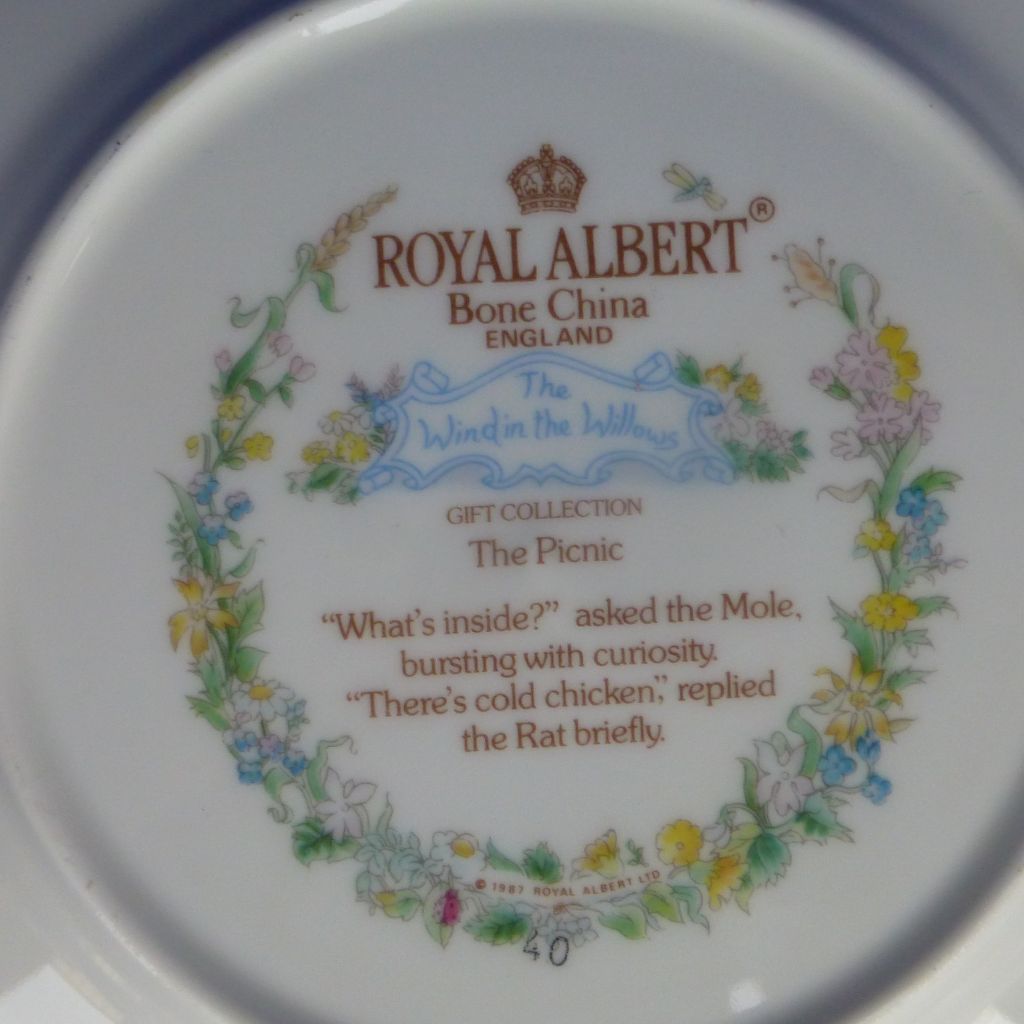 ROYAL ALBERT®
Bone China
ENGLAND
The
Wind in the Willows
GIFT COLLECTION
The Picnic
“What's inside?” asked the Mole,
bursting with curiosity.
“There's cold chicken”, replied
the Rat briefly.
© 1987 ROYAL ALBERT LTD
40